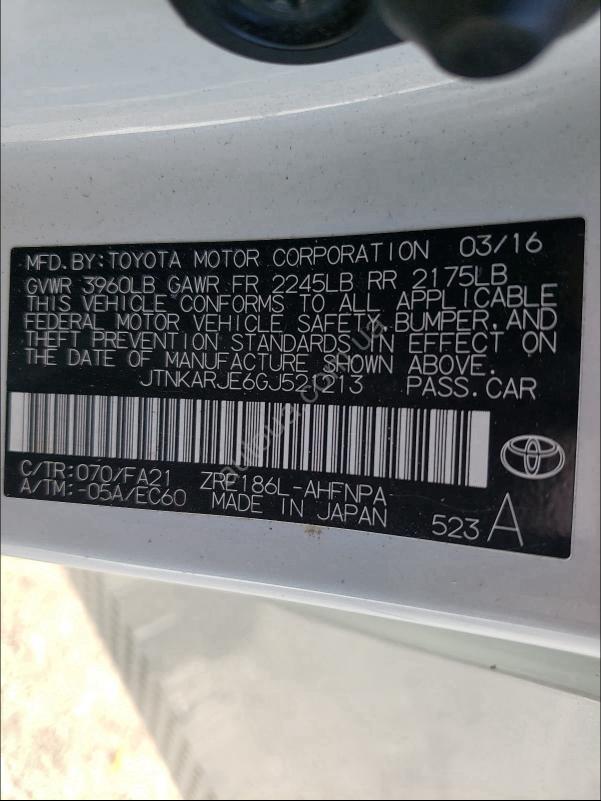 MFD. BY: TOYOTA MOTOR CORPORATION 03/16
GVWR 3960LB GAWR FR 2245LB RR 2175LB
THIS VEHICLE CONFORMS TO ALL APPLICABLE
FEDERAL MOTOR VEHICLE SAFETY, BUMPER, AND
THEFT PREVENTION STANDARDS IN EFFECT ON
THE DATE OF MANUFACTURE SHOWN ABOVE.
JTNKARJE6GJ521213 PASS. CAR
C/TR: 070/FA21 ZRE186L-AHFNPA
A/TM: -05A/EC60 MADE IN JAPAN 523 A